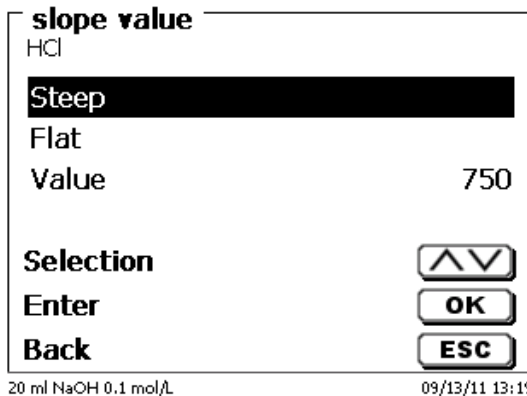 slope value
HCl
Steep
Flat
Value 750
Selection
Enter OK
Back ESC
20 ml NaOH 0.1 mol/L 09/13/11 13:19